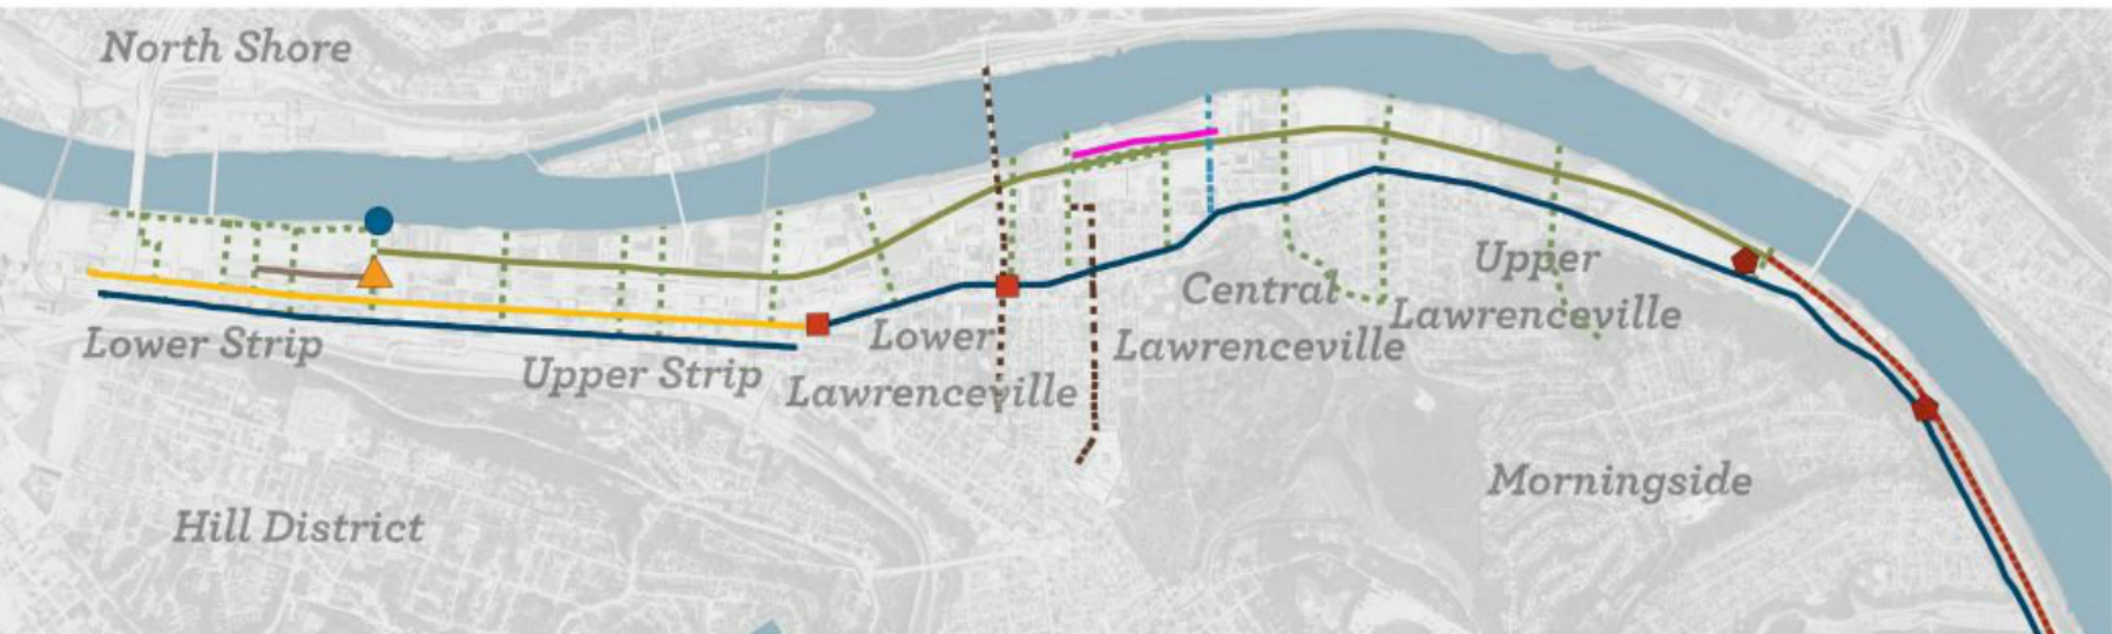 North Shore
Lower Strip
Upper Strip
Lower
Lawrenceville
Central
Lawrenceville
Upper
Lawrenceville
Hill District
Morningside